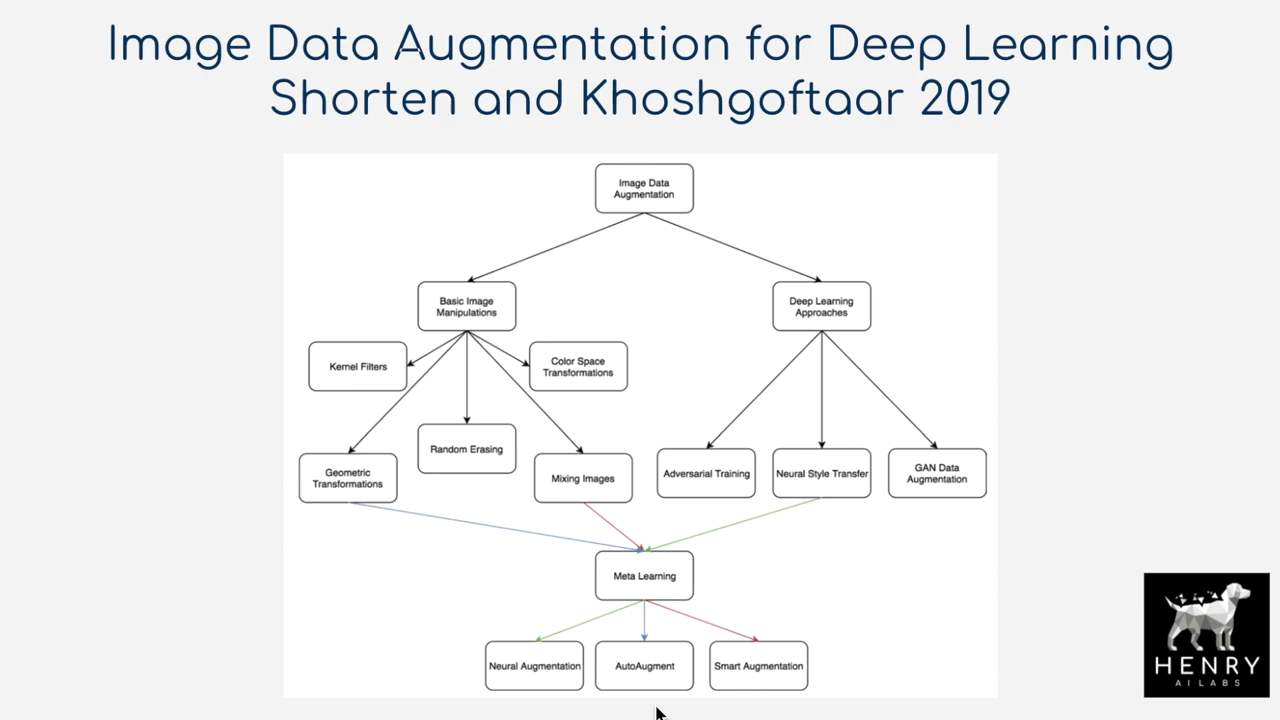 Image Data Augmentation for Deep Learning
Shorten and Khoshgoftaar 2019
Image Data
Augmentation
Basic Image
Manipulations
Deep Learning
Approaches
Kernel Filters
Color Space
Transformations
Geometric
Transformations
Random Erasing
Mixing Images
Adversarial Training
Neural Style Transfer
GAN Data
Augmentation
Meta Learning
Neural Augmentation
AutoAugment
Smart Augmentation
HENRY
AI LABS